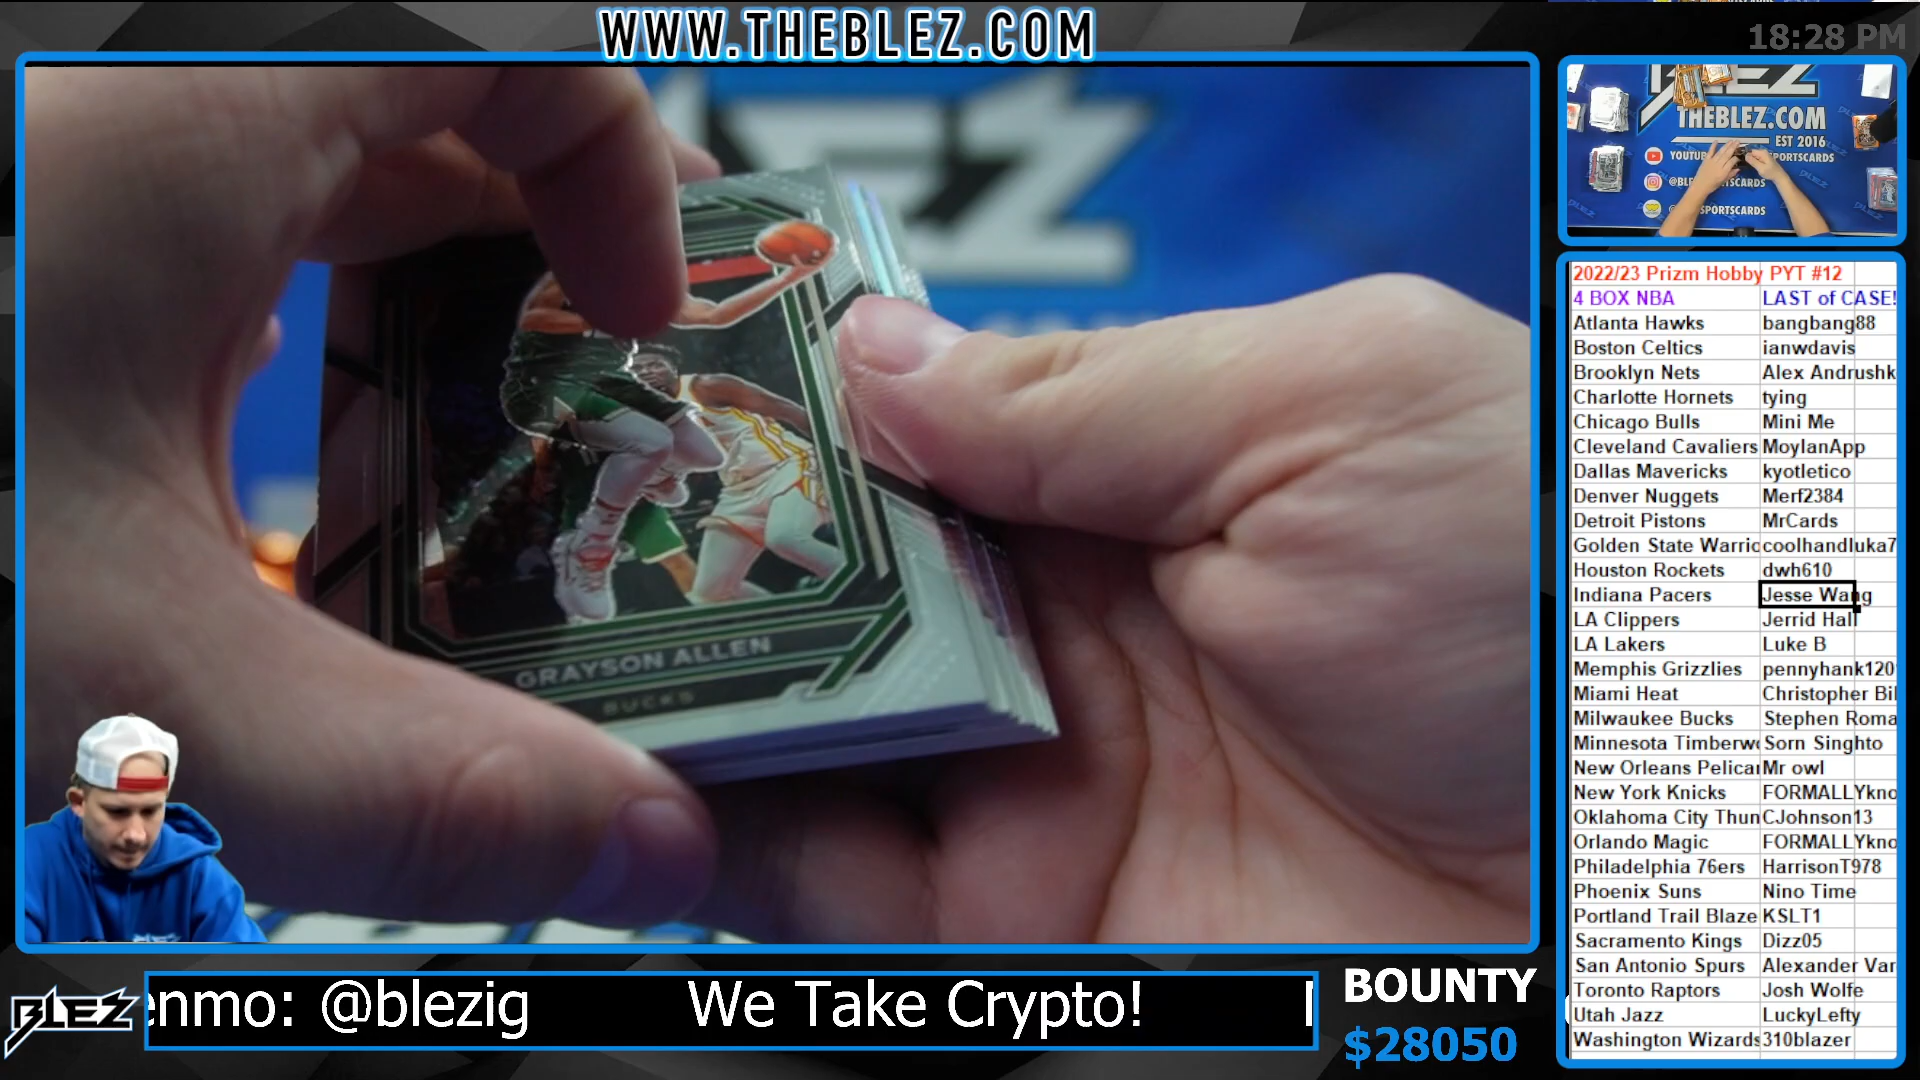 WWW.THEBLEZ.COM
18:28 PM
THEBLEZ.COM
EST 2016
GRAYSON ALLEN
BUCKS
2022/23 Prizm Hobby PYT #12
4 BOX NBA LAST of CASE!
Atlanta Hawks bangbang88
Boston Celtics ianwdavis
Brooklyn Nets Alex Andrushk
Charlotte Hornets tying
Chicago Bulls Mini Me
Cleveland Cavaliers MoylanApp
Dallas Mavericks kyotletico
Denver Nuggets Merf2384
Detroit Pistons MrCards
Golden State Warrio coolhandluka7
Houston Rockets dwh610
Indiana Pacers Jesse Wang
LA Clippers Jerrid Hall
LA Lakers Luke B
Memphis Grizzlies pennyhank120
Miami Heat Christopher Bil
Milwaukee Bucks Stephen Roma
Minnesota Timberwo Sorn Singhto
New Orleans Pelican Mr owl
New York Knicks FORMALLYkno
Oklahoma City Thun CJohnson13
Orlando Magic FORMALLYkno
Philadelphia 76ers HarrisonT978
Phoenix Suns Nino Time
Portland Trail Blaze KSLT1
Sacramento Kings Dizz05
San Antonio Spurs Alexander Van
Toronto Raptors Josh Wolfe
Utah Jazz LuckyLefty
Washington Wizards 310blazer
BLEZ
enmo: @blezig We Take Crypto!
BOUNTY
$28050